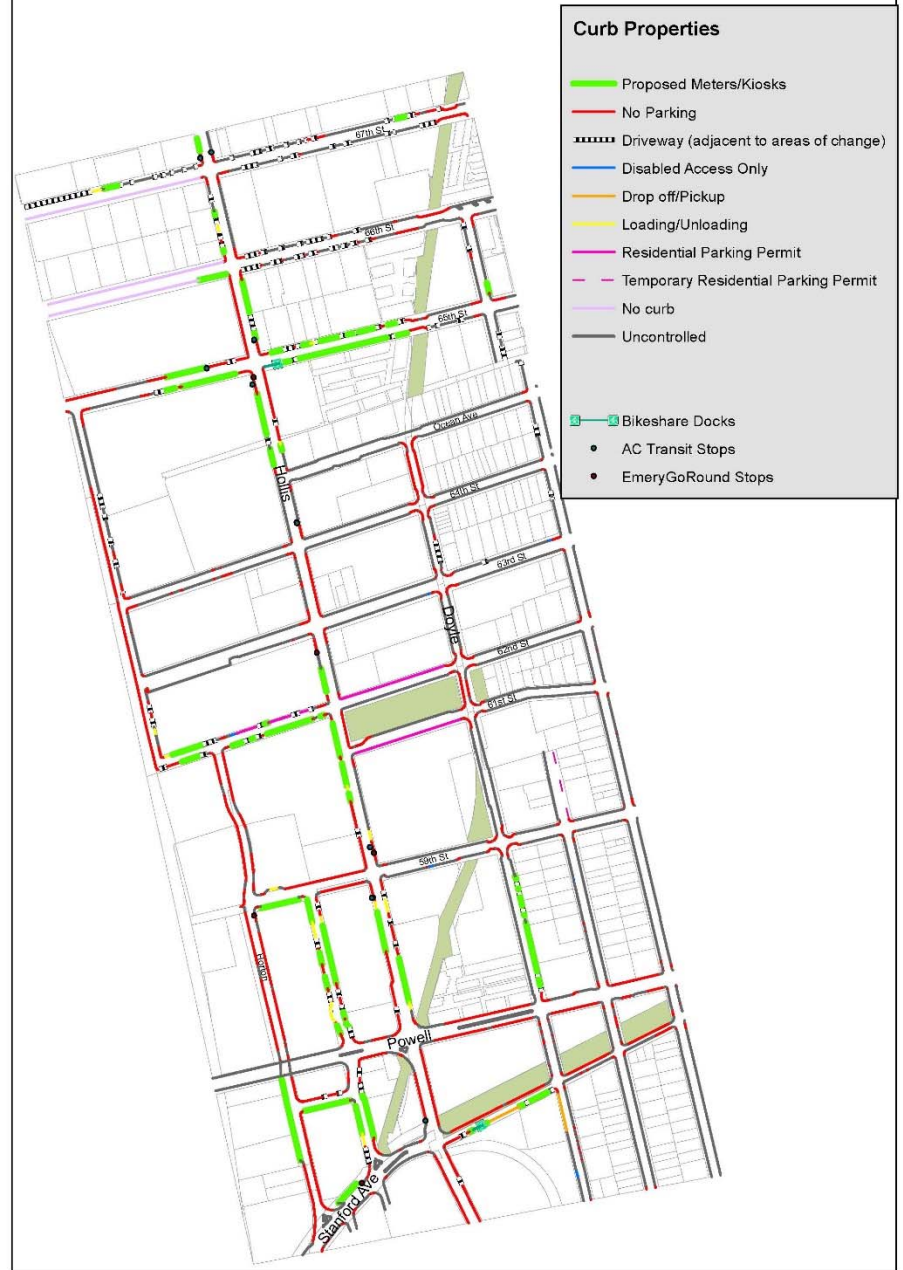 Curb Properties
Proposed Meters/Kiosks
No Parking
Driveway (adjacent to areas of change)
Disabled Access Only
Drop off/Pickup
Loading/Unloading
Residential Parking Permit
Temporary Residential Parking Permit
No curb
Uncontrolled
Bikeshare Docks
AC Transit Stops
EmeryGoRound Stops
67th St
66th St
65th St
Ocean Ave
Hollis
64th St
63rd St
Doyle
62nd St
61st St
59th St
Horton
Powell
Stanford Ave